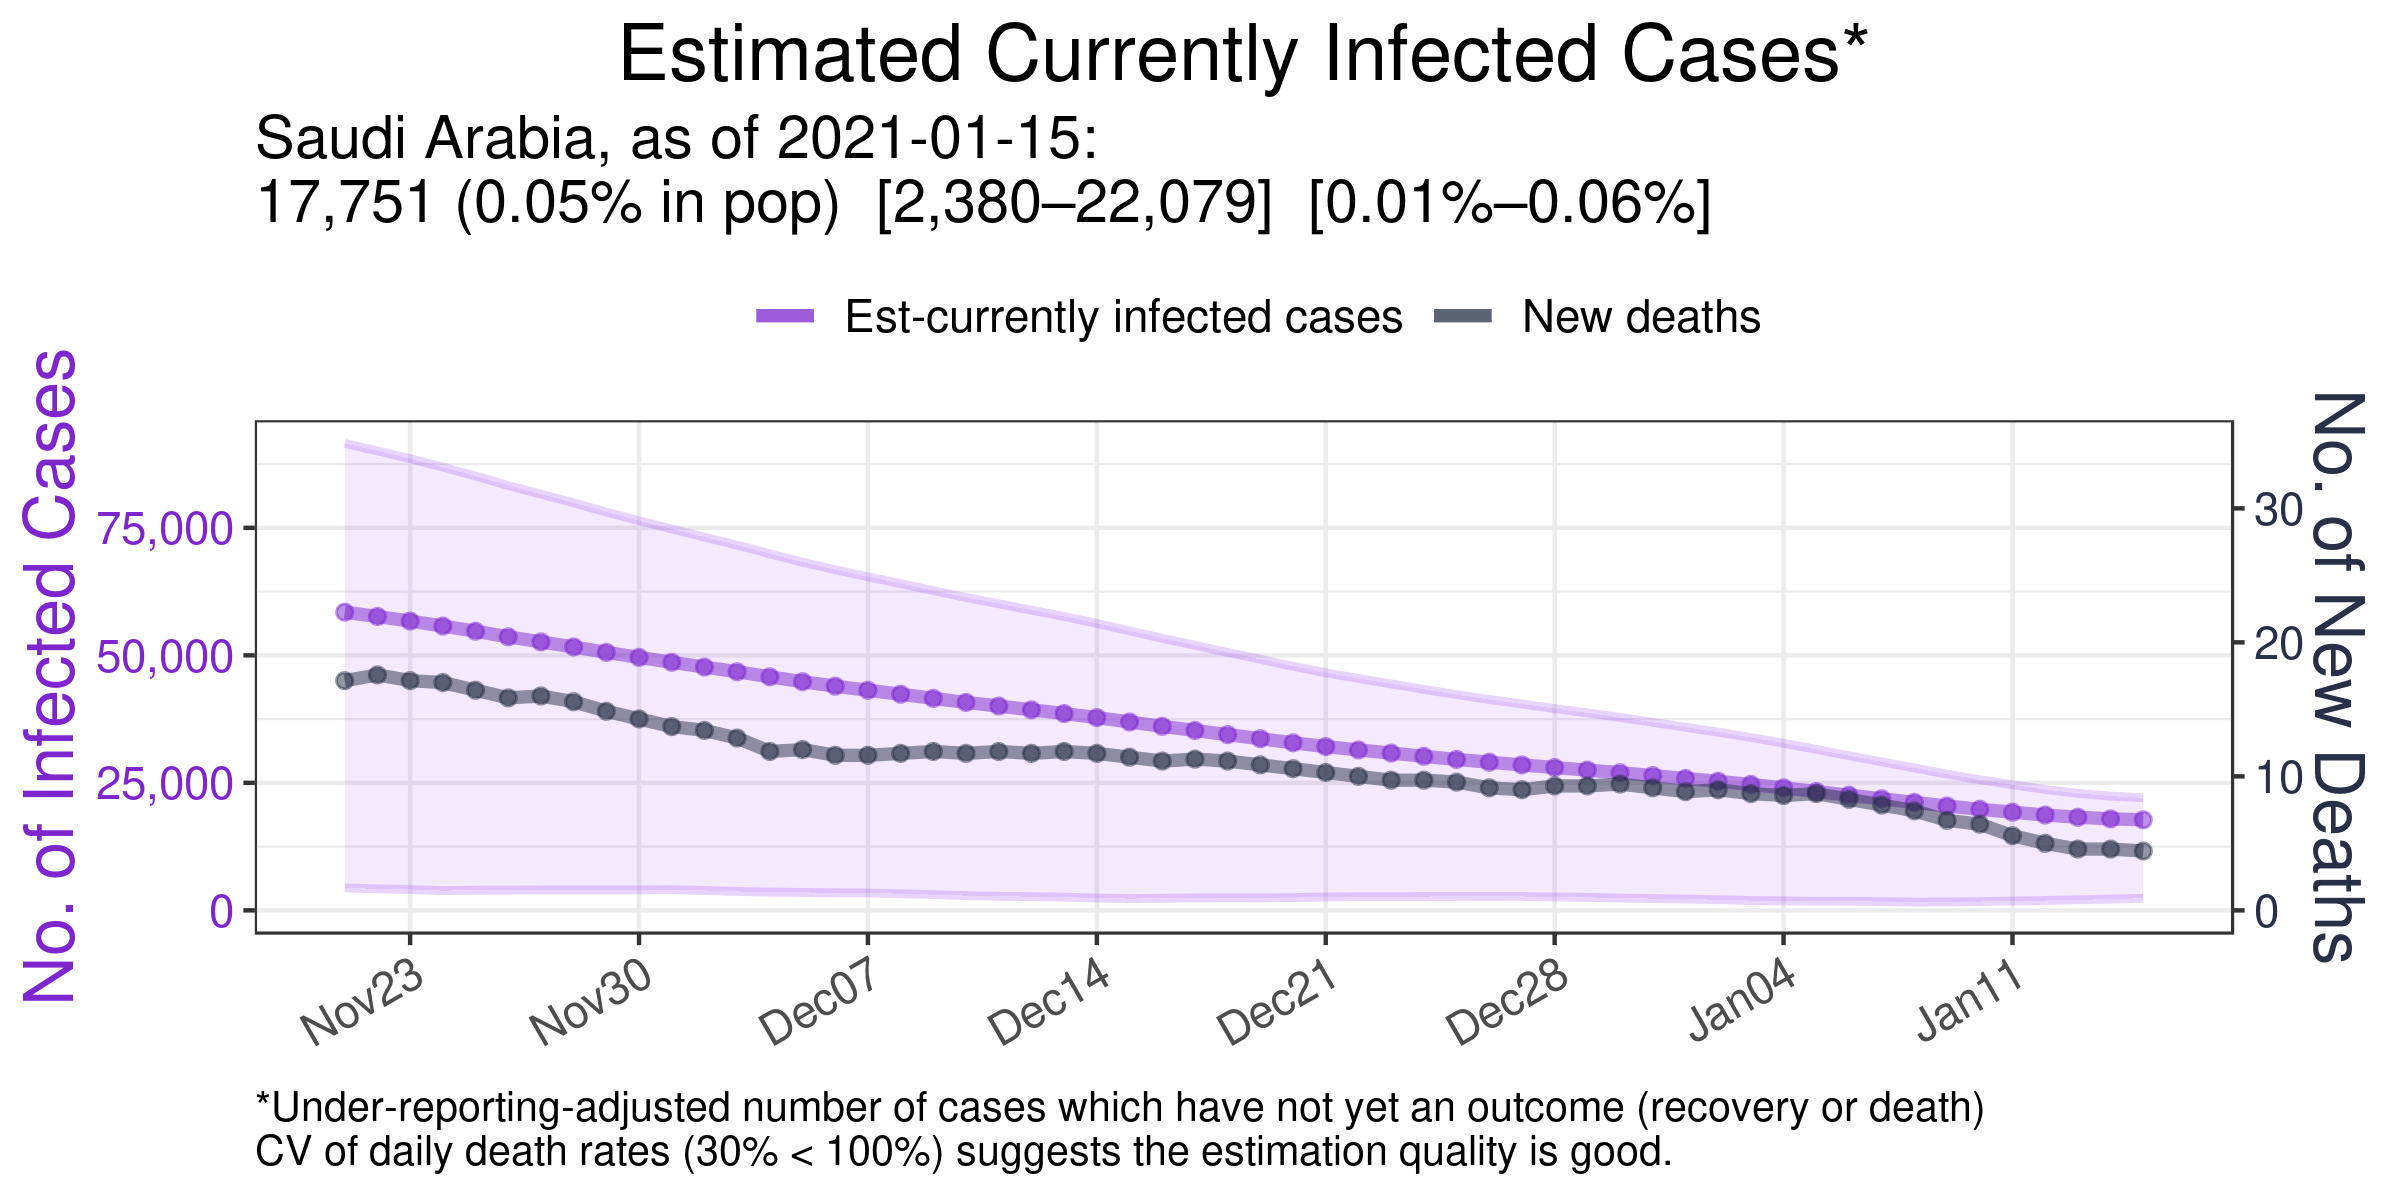 Estimated Currently Infected Cases*
Saudi Arabia, as of 2021-01-15:
17,751 (0.05% in pop)  [2,380–22,079]  [0.01%–0.06%]
Est-currently infected cases
New deaths
No. of Infected Cases
75,000
50,000
25,000
0
30
20
10
0
No. of New Deaths
Nov23
Nov30
Dec07
Dec14
Dec21
Dec28
Jan04
Jan11
*Under-reporting-adjusted number of cases which have not yet an outcome (recovery or death)
CV of daily death rates (30% < 100%) suggests the estimation quality is good.